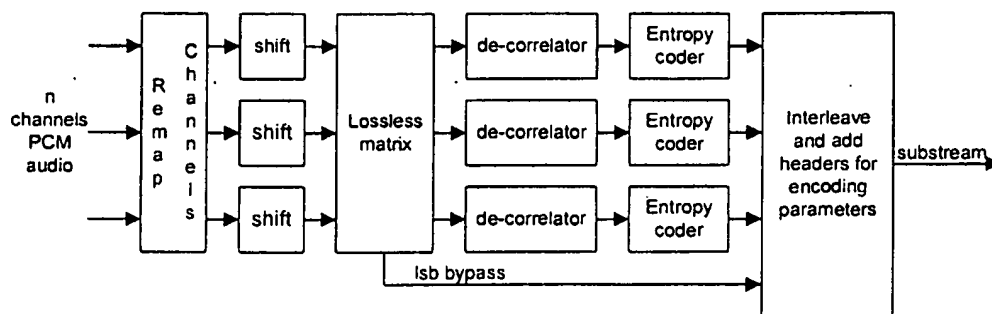 n
channels
PCM
audio
Remap
Channels
shift
shift
shift
Lossless
matrix
de-correlator
de-correlator
de-correlator
Entropy
coder
Entropy
coder
Entropy
coder
lsb bypass
Interleave
and add
headers for
encoding
parameters
substream